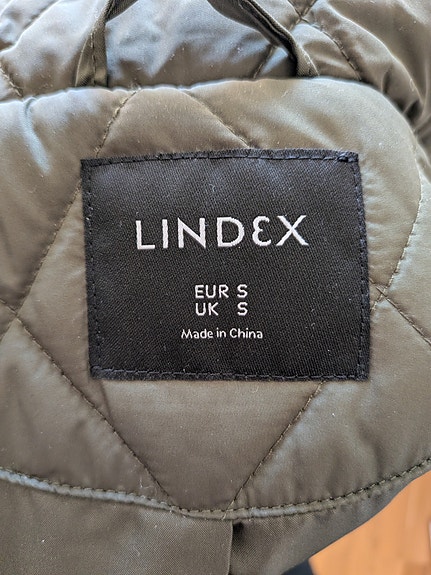 LINDEX
EUR S
UK S
Made in China